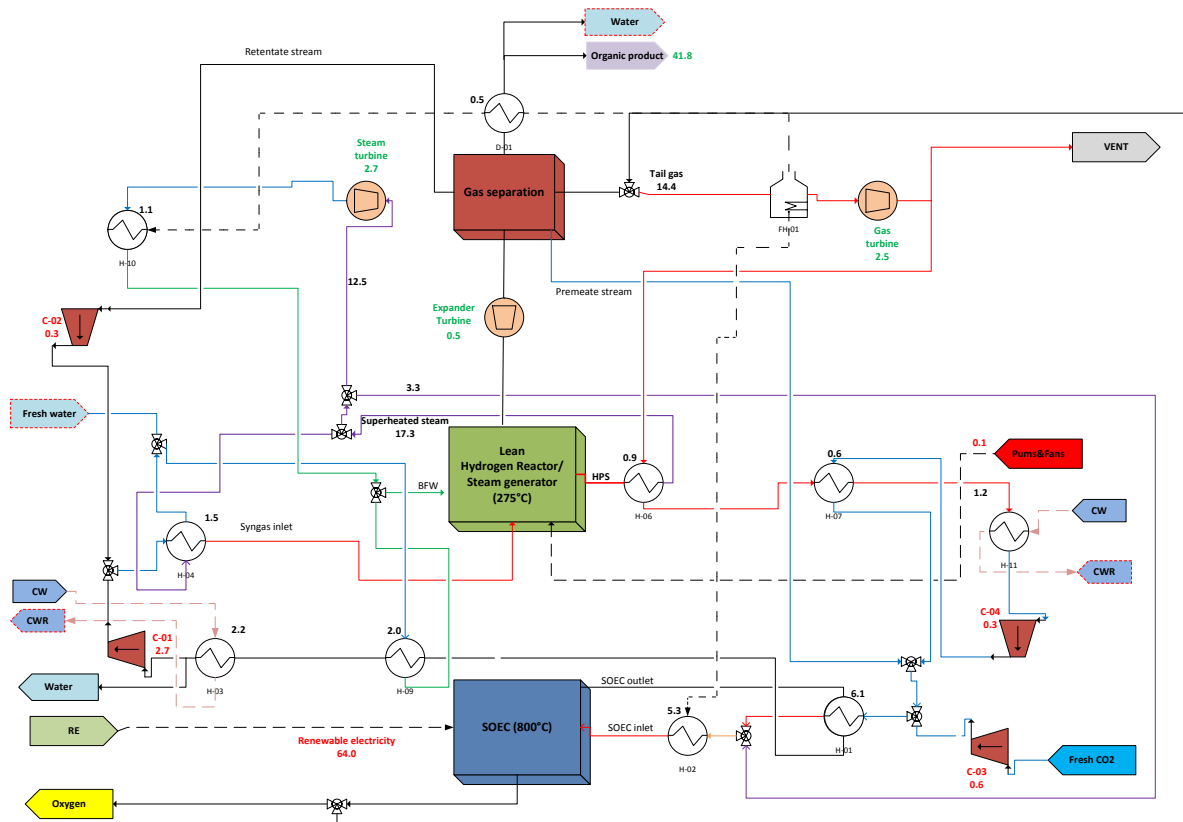 Water
Retentate stream
Organic product
41.8
0.5
D-01
Steam
turbine
2.7
VENT
Gas separation
Tail gas
14.4
FH-01
Gas
turbine
2.5
1.1
H-10
12.5
Premeate stream
Expander
Turbine
0.5
C-02
0.3
3.3
Fresh water
Superheated steam
17.3
Lean
Hydrogen Reactor/
Steam generator
(275°C)
BFW
HPS
0.9
H-06
0.6
H-07
0.1
Pums&Fans
1.2
CW
H-11
CWR
1.5
Syngas inlet
H-04
CW
CWR
C-01
2.7
2.2
H-03
2.0
H-09
C-04
0.3
Water
SOEC outlet
6.1
H-01
RE
Renewable electricity
64.0
SOEC (800°C)
SOEC inlet
5.3
H-02
Fresh CO2
C-03
0.6
Oxygen